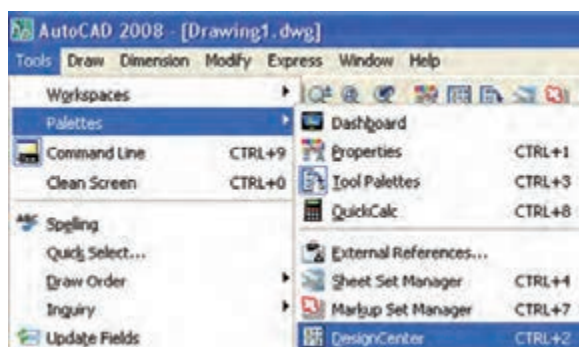 AutoCAD 2008 - [Drawing1.dwg]
Tools Draw Dimension Modify Express Window Help
Workspaces
Palettes
Command Line CTRL+9
Clean Screen CTRL+0
Spelling
Quick Select...
Draw Order
Inquiry
Update Fields
Dashboard
Properties CTRL+1
Tool Palettes CTRL+3
QuickCalc CTRL+8
External References...
Sheet Set Manager CTRL+4
Markup Set Manager CTRL+7
DesignCenter CTRL+2